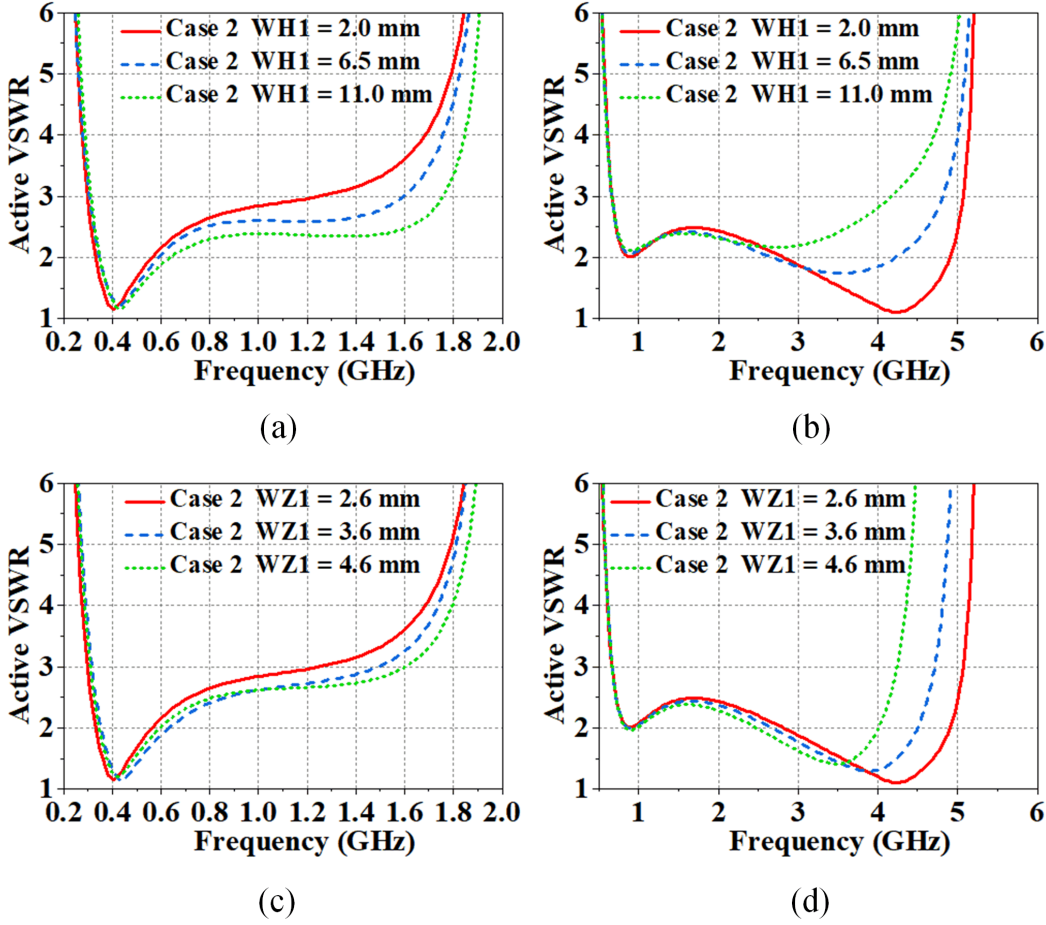 6
5
4
3
2
1
Active VSWR
Case 2 WH1 = 2.0 mm
Case 2 WH1 = 6.5 mm
Case 2 WH1 = 11.0 mm
0.2 0.4 0.6 0.8 1.0 1.2 1.4 1.6 1.8 2.0
Frequency (GHz)
(a)
6
5
4
3
2
1
Active VSWR
Case 2 WH1 = 2.0 mm
Case 2 WH1 = 6.5 mm
Case 2 WH1 = 11.0 mm
1 2 3 4 5 6
Frequency (GHz)
(b)
6
5
4
3
2
1
Active VSWR
Case 2 WZ1 = 2.6 mm
Case 2 WZ1 = 3.6 mm
Case 2 WZ1 = 4.6 mm
0.2 0.4 0.6 0.8 1.0 1.2 1.4 1.6 1.8 2.0
Frequency (GHz)
(c)
6
5
4
3
2
1
Active VSWR
Case 2 WZ1 = 2.6 mm
Case 2 WZ1 = 3.6 mm
Case 2 WZ1 = 4.6 mm
1 2 3 4 5 6
Frequency (GHz)
(d)